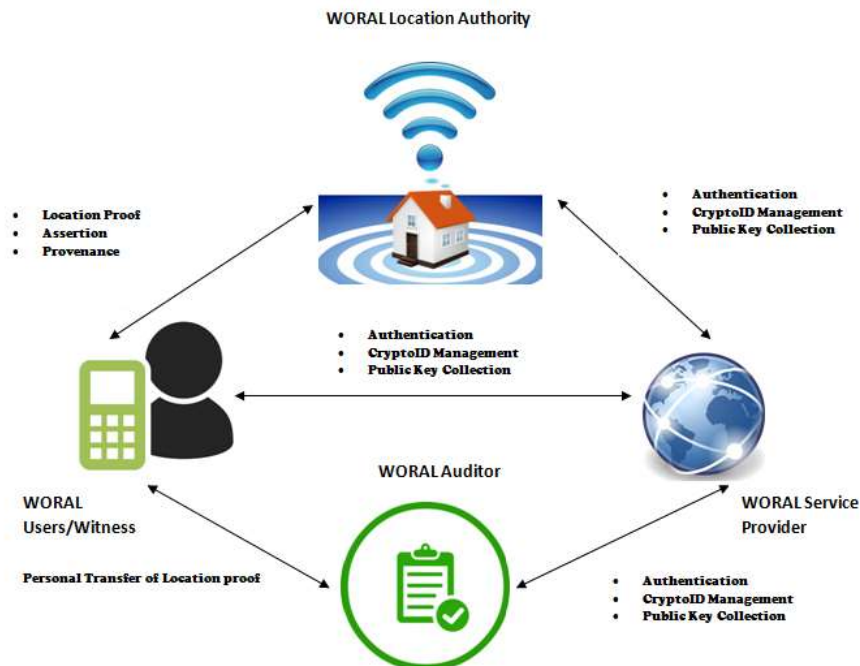 WORAL Location Authority
• Location Proof
• Assertion
• Provenance
• Authentication
• CryptoID Management
• Public Key Collection
• Authentication
• CryptoID Management
• Public Key Collection
WORAL Users/Witness
WORAL Auditor
WORAL Service
Provider
Personal Transfer of Location proof
• Authentication
• CryptoID Management
• Public Key Collection